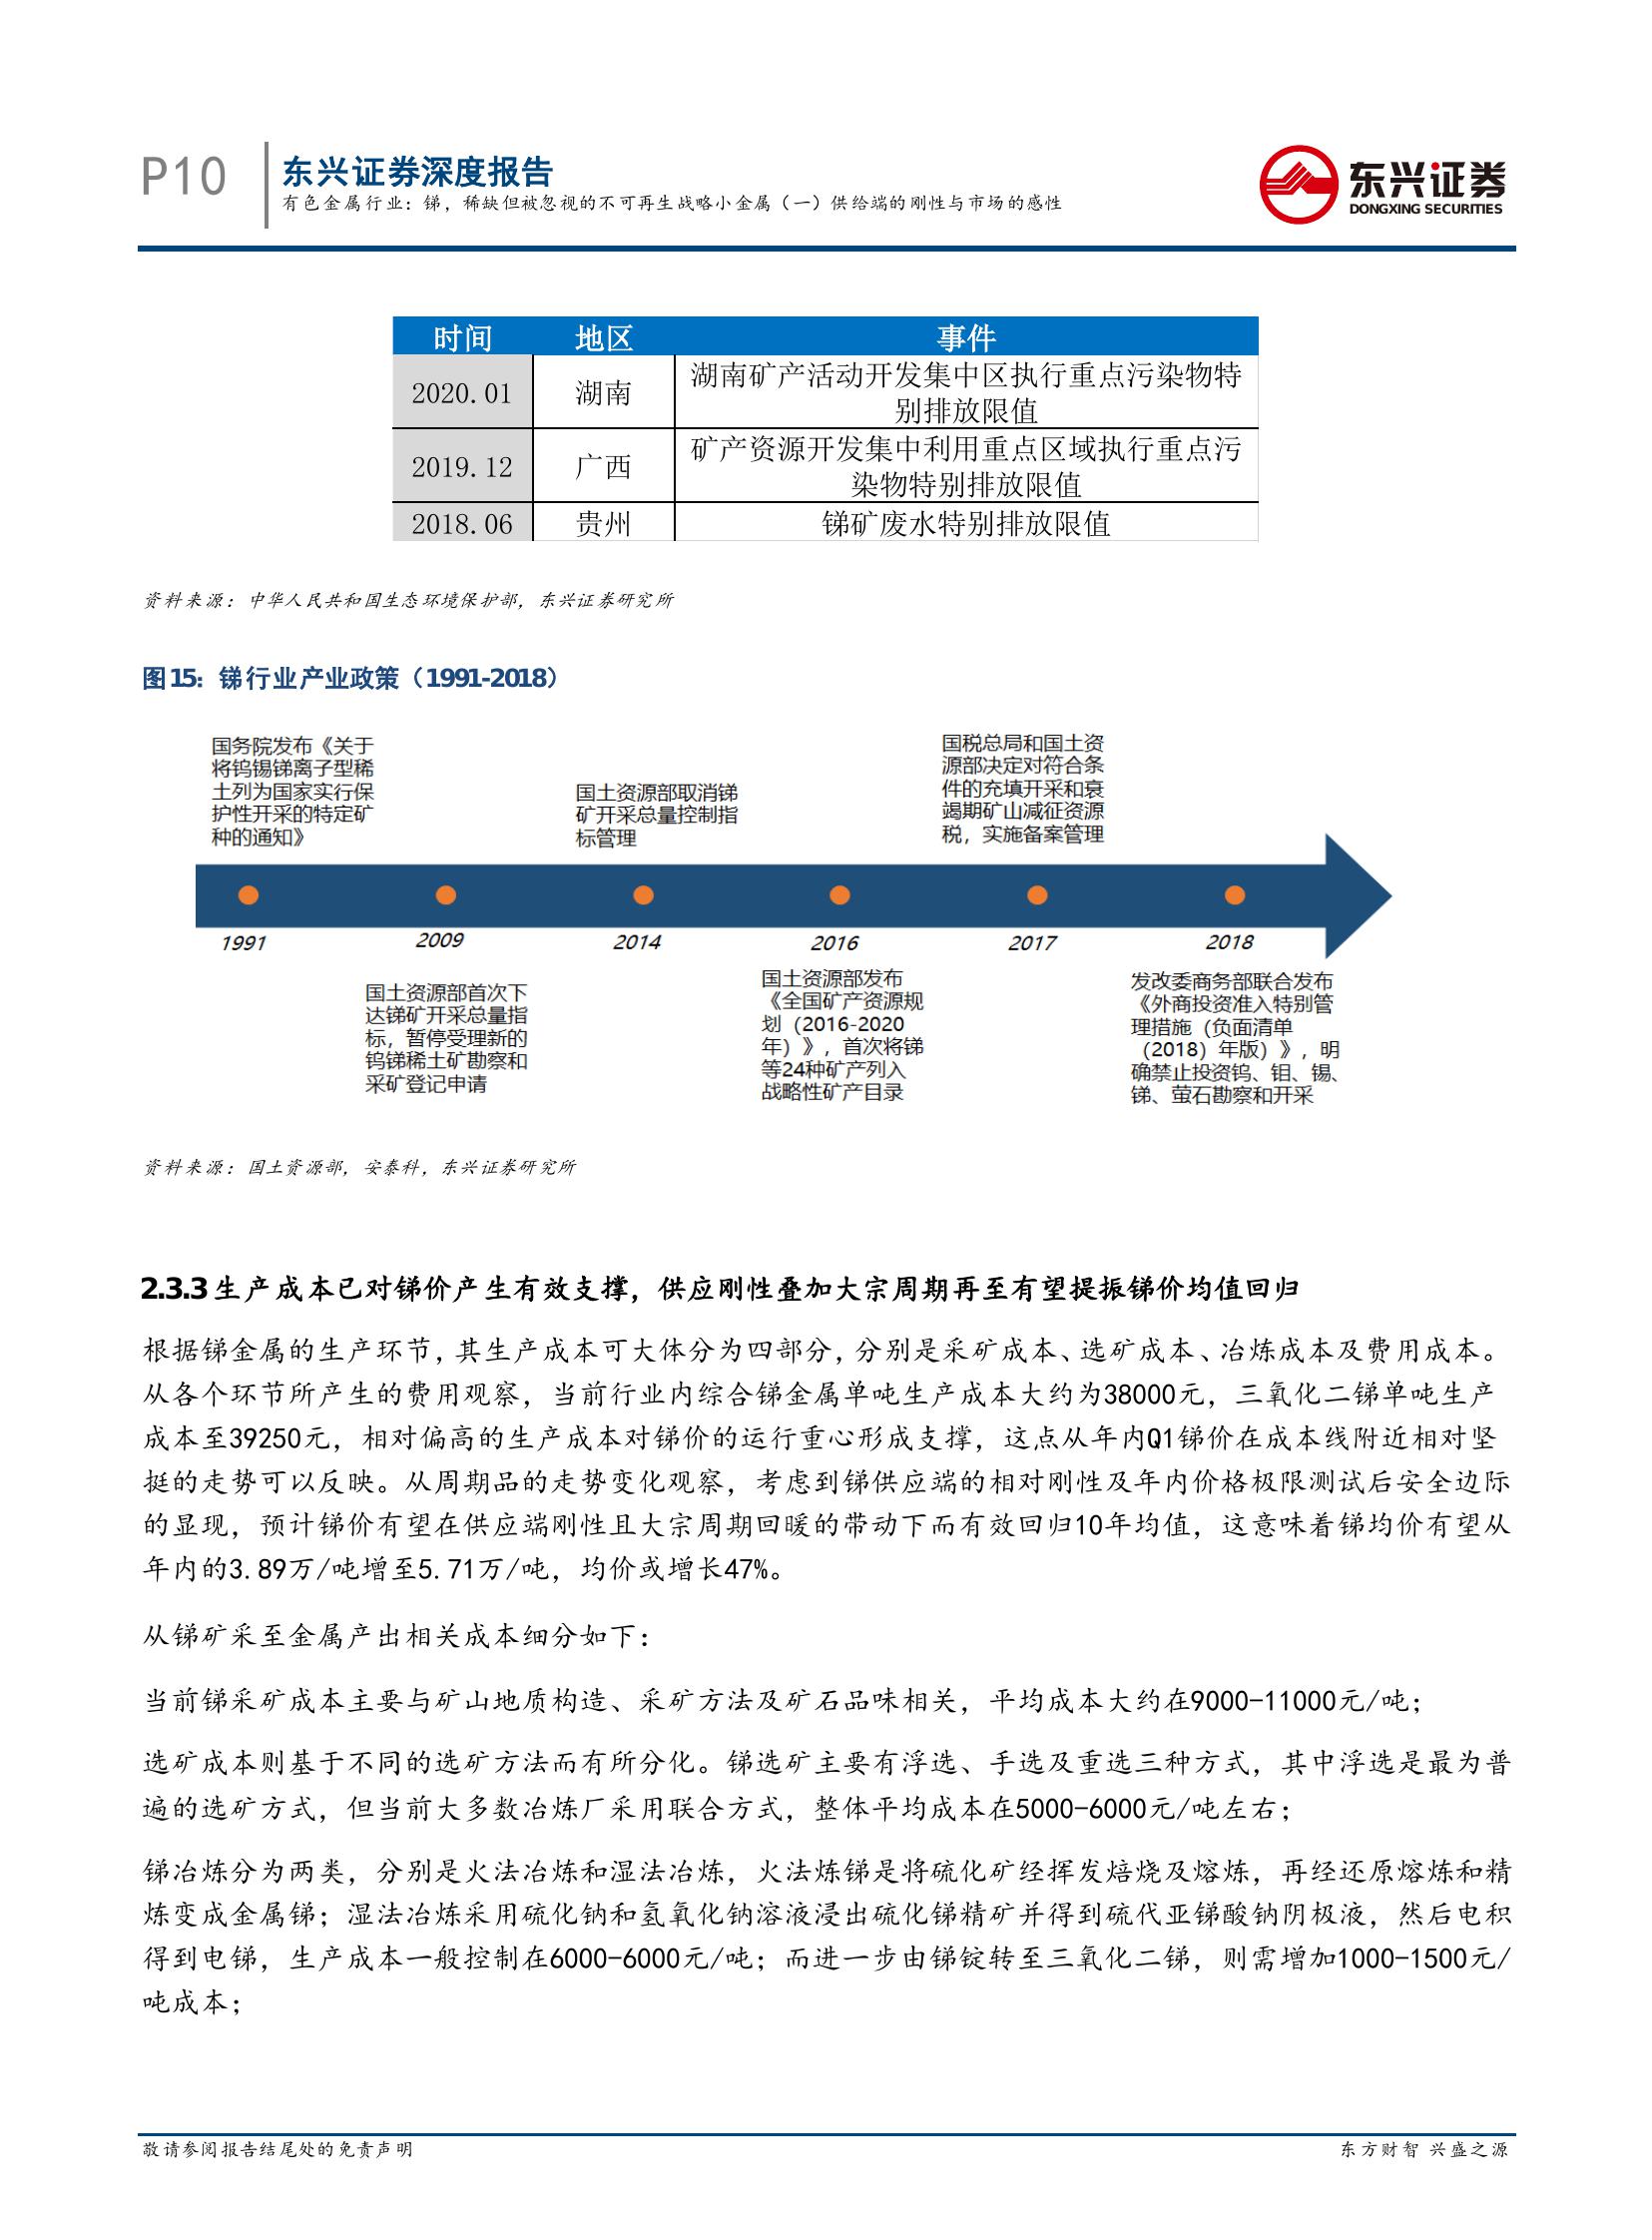 P10
东兴证券深度报告
有色金属行业：锑，稀缺但被忽视的不可再生战略小金属（一）供给端的刚性与市场的感性
东兴证券
DONGXING SECURITIES
时间 地区 事件
2020.01 湖南 湖南矿产活动开发集中区执行重点污染物特
别排放限值
2019.12 广西 矿产资源开发集中利用重点区域执行重点污
染物特别排放限值
2018.06 贵州 锑矿废水特别排放限值
资料来源：中华人民共和国生态环境保护部，东兴证券研究所
图15：锑行业产业政策（1991-2018）
国务院发布《关于
将钨锡锑离子型稀
土列为国家实行保
护性开采的特定矿
种的通知》
国土资源部取消锑
矿开采总量控制指
标管理
国税总局和国土资
源部决定对符合条
件的充填开采和衰
竭期矿山减征资源
税，实施备案管理
1991
2009
2014
2016
2017
2018
国土资源部首次下
达锑矿开采总量指
标，暂停受理新的
钨锑稀土矿勘察和
采矿登记申请
国土资源部发布
《全国矿产资源规
划（2016-2020
年）》，首次将锑
等24种矿产列入
战略性矿产目录
发改委商务部联合发布
《外商投资准入特别管
理措施（负面清单
（2018）年版）》，明
确禁止投资钨、钼、锡、
锑、萤石勘察和开采
资料来源：国土资源部，安泰科，东兴证券研究所
2.3.3 生产成本已对锑价产生有效支撑，供应刚性叠加大宗周期再至有望提振锑价均值回归
根据锑金属的生产环节，其生产成本可大体分为四部分，分别是采矿成本、选矿成本、冶炼成本及费用成本。
从各个环节所产生的费用观察，当前行业内综合锑金属单吨生产成本大约为38000元，三氧化二锑单吨生产
成本至39250元，相对偏高的生产成本对锑价的运行重心形成支撑，这点从年内Q1锑价在成本线附近相对坚
挺的走势可以反映。从周期品的走势变化观察，考虑到锑供应端的相对刚性及年内价格极限测试后安全边际
的显现，预计锑价有望在供应端刚性且大宗周期回暖的带动下而有效回归10年均值，这意味着锑均价有望从
年内的3.89万/吨增至5.71万/吨，均价或增长47%。
从锑矿采至金属产出相关成本细分如下：
当前锑采矿成本主要与矿山地质构造、采矿方法及矿石品味相关，平均成本大约在9000-11000元/吨；
选矿成本则基于不同的选矿方法而有所分化。锑选矿主要有浮选、手选及重选三种方式，其中浮选是最为普
遍的选矿方式，但当前大多数冶炼厂采用联合方式，整体平均成本在5000-6000元/吨左右；
锑冶炼分为两类，分别是火法冶炼和湿法冶炼，火法炼锑是将硫化矿经挥发焙烧及熔炼，再经还原熔炼和精
炼变成金属锑；湿法冶炼采用硫化钠和氢氧化钠溶液浸出硫化锑精矿并得到硫代亚锑酸钠阴极液，然后电积
得到电锑，生产成本一般控制在6000-6000元/吨；而进一步由锑锭转至三氧化二锑，则需增加1000-1500元/
吨成本；
敬请参阅报告结尾处的免责声明
东方财智 兴盛之源